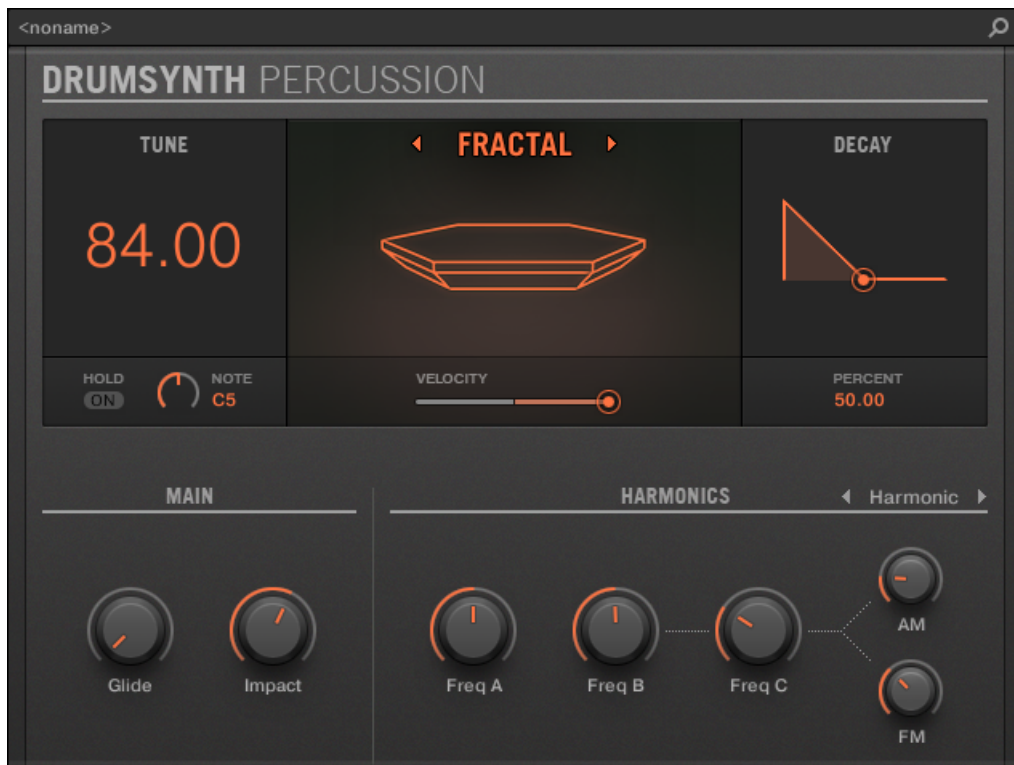 <noname>
DRUMSYNTH PERCUSSION
TUNE
FRACTAL
DECAY
84.00
HOLD
ON
NOTE
C5
VELOCITY
PERCENT
50.00
MAIN
HARMONICS
Harmonic
Glide
Impact
Freq A
Freq B
Freq C
AM
FM